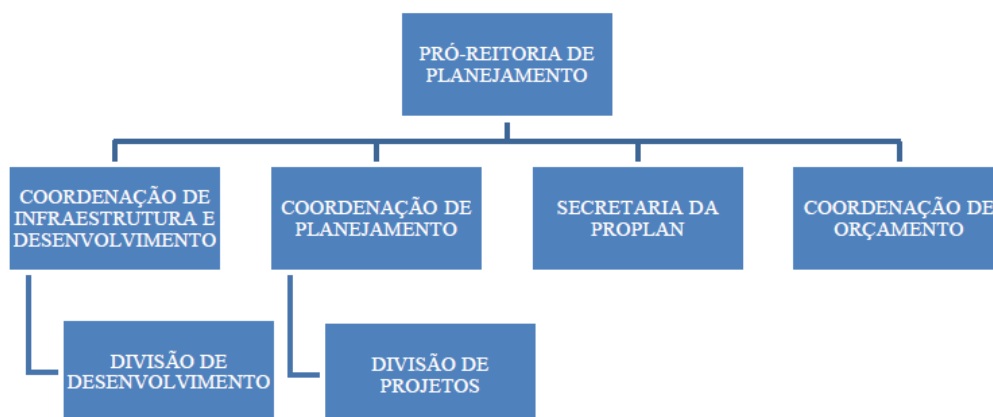 PRÓ-REITORIA DE
PLANEJAMENTO
COORDENAÇÃO DE
INFRAESTRUTURA E
DESENVOLVIMENTO
COORDENAÇÃO DE
PLANEJAMENTO
SECRETARIA DA
PROPLAN
COORDENAÇÃO DE
ORÇAMENTO
DIVISÃO DE
DESENVOLVIMENTO
DIVISÃO DE
PROJETOS